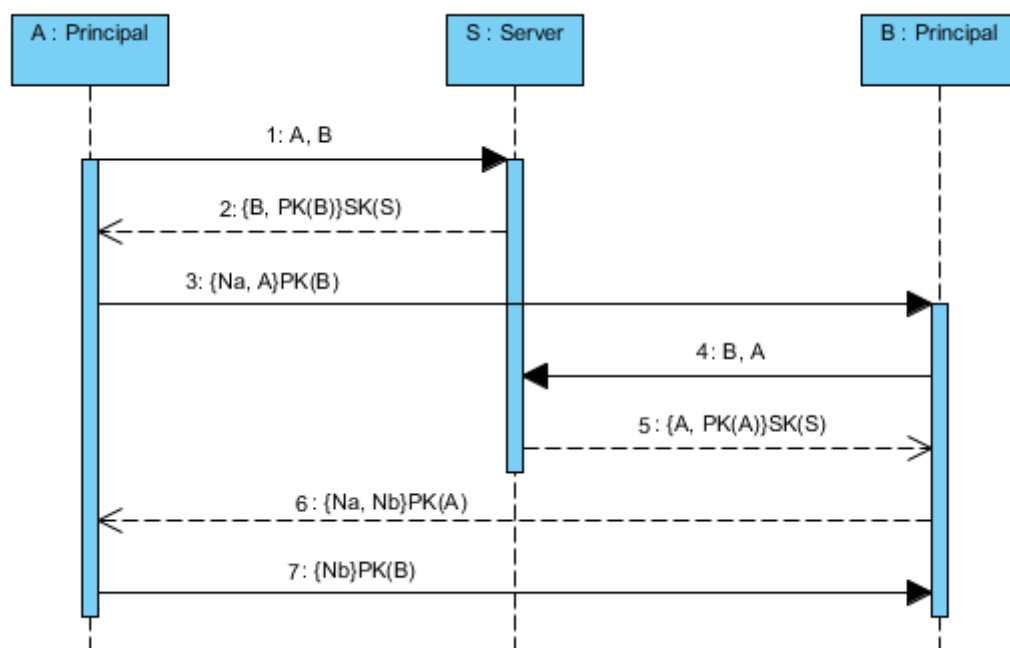 A : Principal
S : Server
B : Principal
1: A, B
2: {B, PK(B)}SK(S)
3: {Na, A}PK(B)
4: B, A
5 : {A, PK(A)}SK(S)
6 : {Na, Nb}PK(A)
7: {Nb}PK(B)